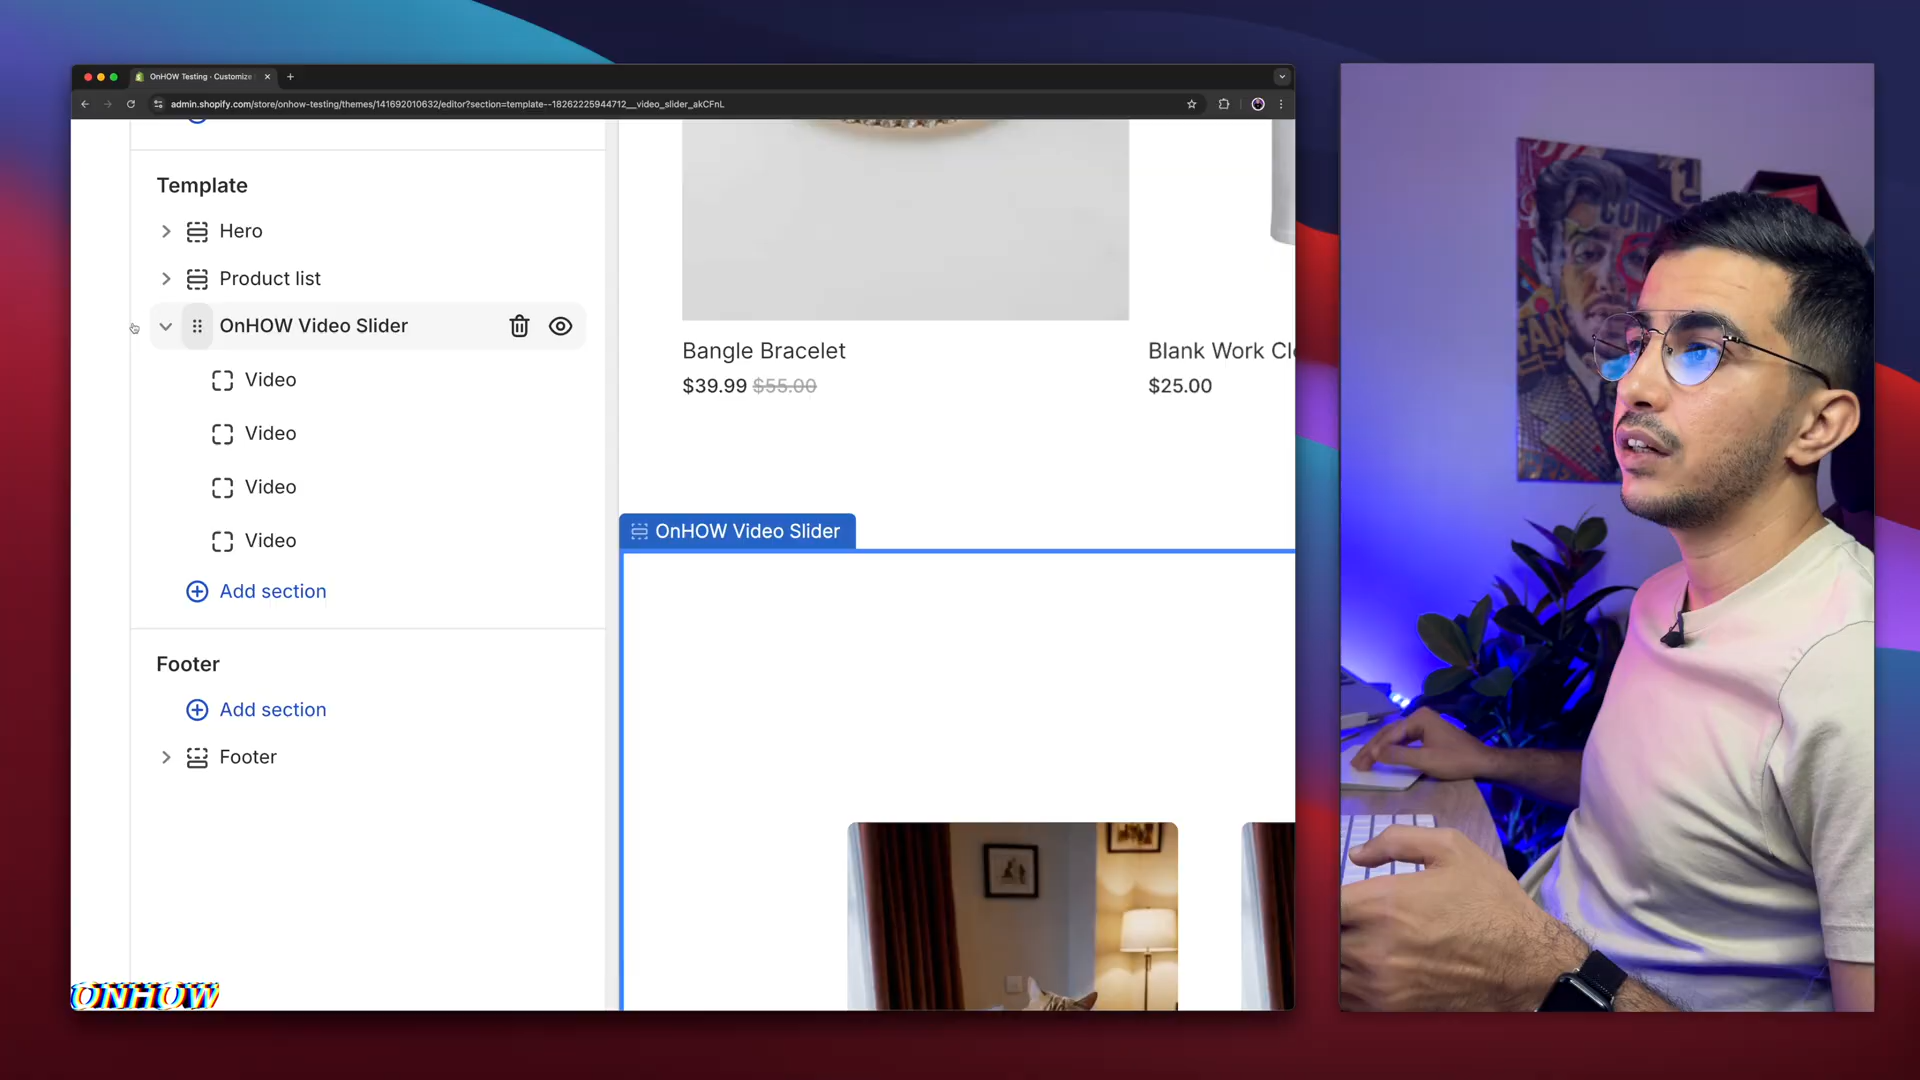 OnHOW Testing · Customize
admin.shopify.com/store/onhow-testing/themes/141692010632/editor?section=template--18262225944712__video_slider_akCFnL
Template
Hero
Product list
OnHOW Video Slider
Video
Video
Video
Video
Add section
Footer
Add section
Footer
Bangle Bracelet
$39.99 $55.00
Blank Work Cl
$25.00
OnHOW Video Slider
ONHOW